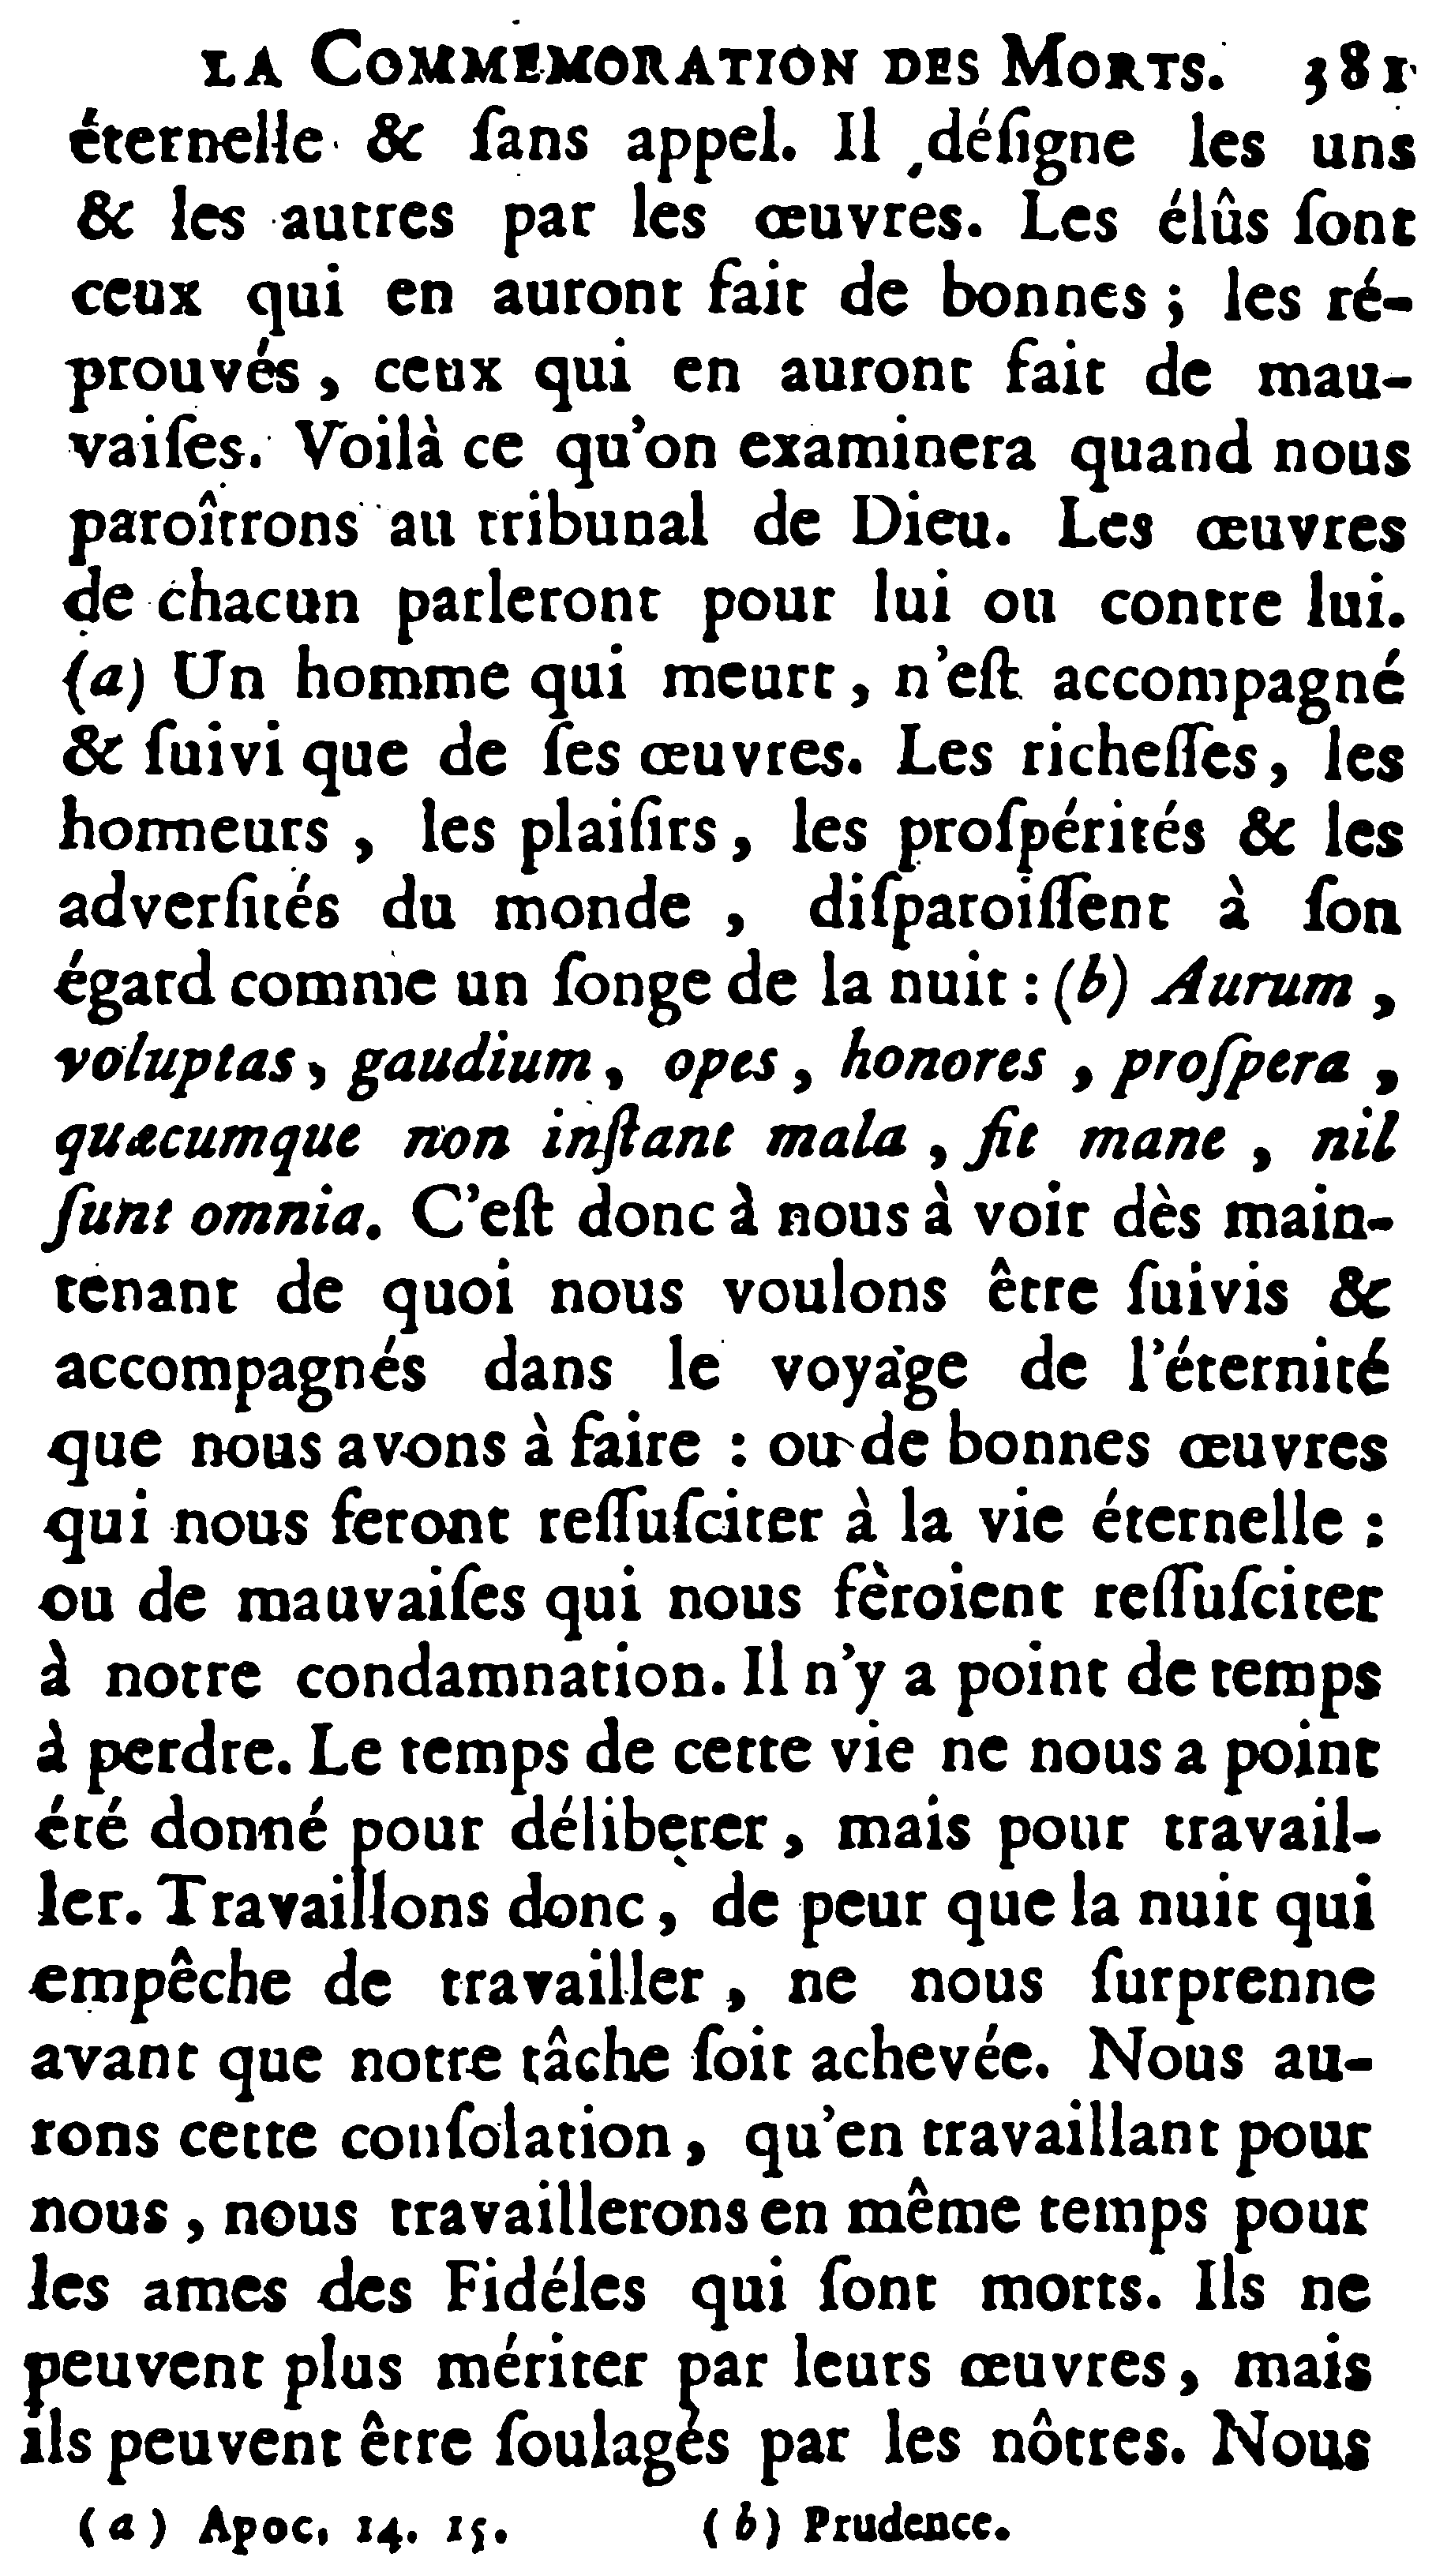 LA COMMEMORATION DES MORTS. 381
éternelle & ſans appel. Il déſigne les uns
& les autres par les œuvres. Les élûs ſont
ceux qui en auront fait de bonnes ; les ré-
prouvés , ceux qui en auront fait de mau-
vaiſes. Voilà ce qu'on examinera quand nous
paroîtrons au tribunal de Dieu. Les œuvres
de chacun parleront pour lui ou contre lui.
(a) Un homme qui meurt , n'eſt accompagné
& ſuivi que de ſes œuvres. Les richeſſes, les
honneurs , les plaiſirs, les proſpérités & les
adverſités du monde , diſparoiſſent à ſon
égard comme un ſonge de la nuit : (b) Aurum ,
voluptas, gaudium, opes , honores , proſpera ,
quæcumque non inſtant mala , fit mane , nil
ſunt omnia. C'eſt donc à nous à voir dès main-
tenant de quoi nous voulons être ſuivis &
accompagnés dans le voyage de l'éternité
que nous avons à faire : ou de bonnes œuvres
qui nous feront reſſuſciter à la vie éternelle :
ou de mauvaiſes qui nous fèroient reſſuſciter
à notre condamnation. Il n'y a point de temps
à perdre. Le temps de cette vie ne nous a point
été donné pour déliberer , mais pour travail-
ler. Travaillons donc, de peur que la nuit qui
empêche de travailler , ne nous ſurprenne
avant que notre tâche ſoit achevée. Nous au-
rons cette conſolation, qu'en travaillant pour
nous , nous travaillerons en même temps pour
les ames des Fidéles qui ſont morts. Ils ne
peuvent plus mériter par leurs œuvres, mais
ils peuvent être ſoulagés par les nôtres. Nous
(a) Apoc. 14. 15. (b) Prudence.